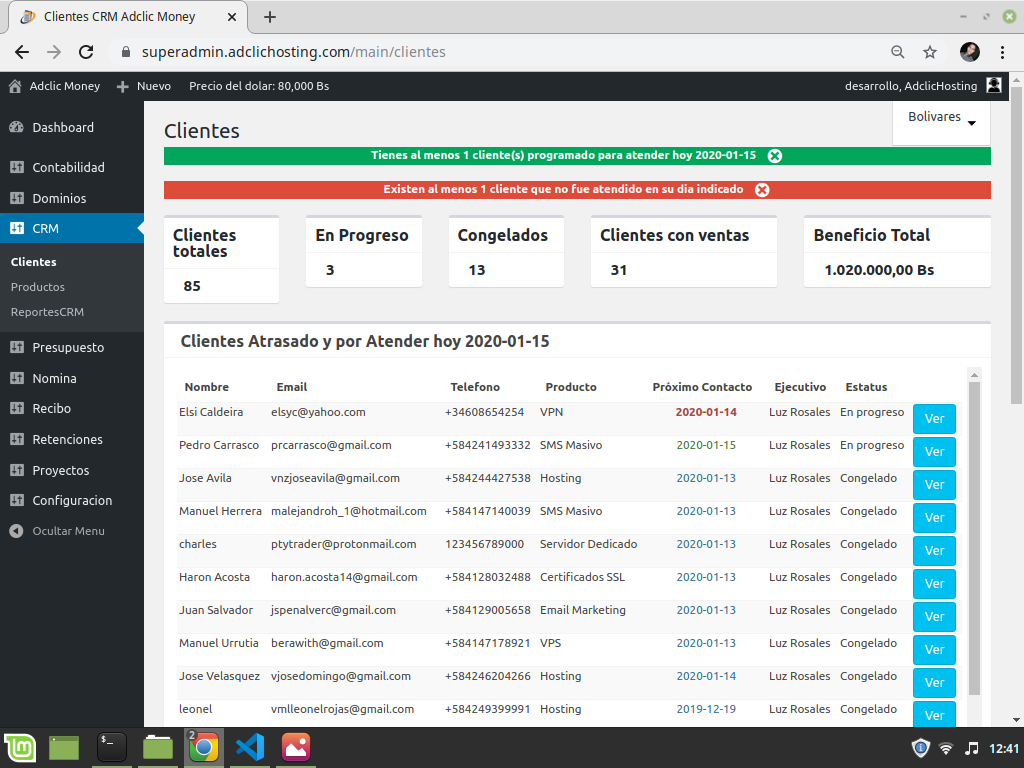 Clientes CRM Adclic Money
superadmin.adclichosting.com/main/clientes
Adclic Money Nuevo Precio del dolar: 80,000 Bs desarrollo, AdclicHosting
Dashboard
Contabilidad
Dominios
CRM
Clientes
Productos
ReportesCRM
Presupuesto
Nomina
Recibo
Retenciones
Proyectos
Configuracion
Ocultar Menu
Bolivares
Clientes
Tienes al menos 1 cliente(s) programado para atender hoy 2020-01-15
Existen al menos 1 cliente que no fue atendido en su dia indicado
Clientes totales
85
En Progreso
3
Congelados
13
Clientes con ventas
31
Beneficio Total
1.020.000,00 Bs
Clientes Atrasado y por Atender hoy 2020-01-15
Nombre Email Telefono Producto Próximo Contacto Ejecutivo Estatus
Elsi Caldeira elsyc@yahoo.com +34608654254 VPN 2020-01-14 Luz Rosales En progreso Ver
Pedro Carrasco prcarrasco@gmail.com +584241493332 SMS Masivo 2020-01-15 Luz Rosales En progreso Ver
Jose Avila vnzjoseavila@gmail.com +584244427538 Hosting 2020-01-13 Luz Rosales Congelado Ver
Manuel Herrera malejandroh_1@hotmail.com +584147140039 SMS Masivo 2020-01-13 Luz Rosales Congelado Ver
charles ptytrader@protonmail.com 123456789000 Servidor Dedicado 2020-01-13 Luz Rosales Congelado Ver
Haron Acosta haron.acosta14@gmail.com +584128032488 Certificados SSL 2020-01-13 Luz Rosales Congelado Ver
Juan Salvador jspenalverc@gmail.com +584129005658 Email Marketing 2020-01-13 Luz Rosales Congelado Ver
Manuel Urrutia berawith@gmail.com +584147178921 VPS 2020-01-13 Luz Rosales Congelado Ver
Jose Velasquez vjosedomingo@gmail.com +584246204266 Hosting 2020-01-14 Luz Rosales Congelado Ver
leonel vmlleonelrojas@gmail.com +584249399991 Hosting 2019-12-19 Luz Rosales Congelado Ver
2
12:41